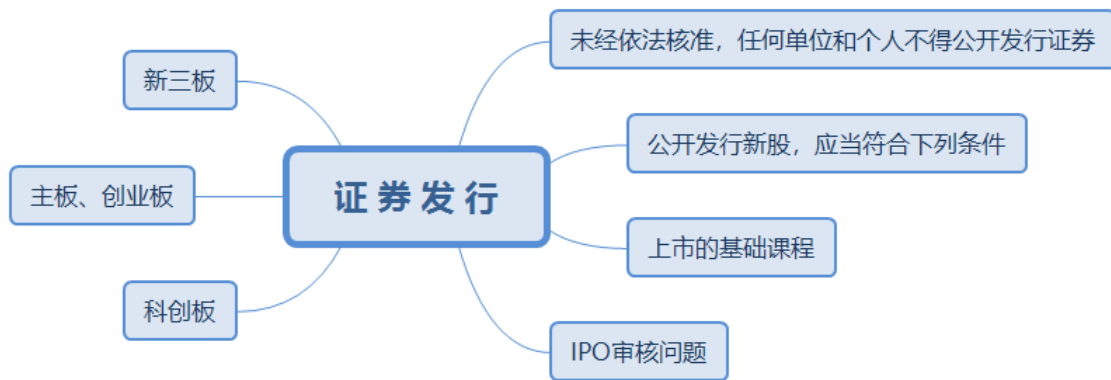 未经依法核准，任何单位和个人不得公开发行证券
新三板
公开发行新股，应当符合下列条件
主板、创业板
证券发行
上市的基础课程
科创板
IPO审核问题